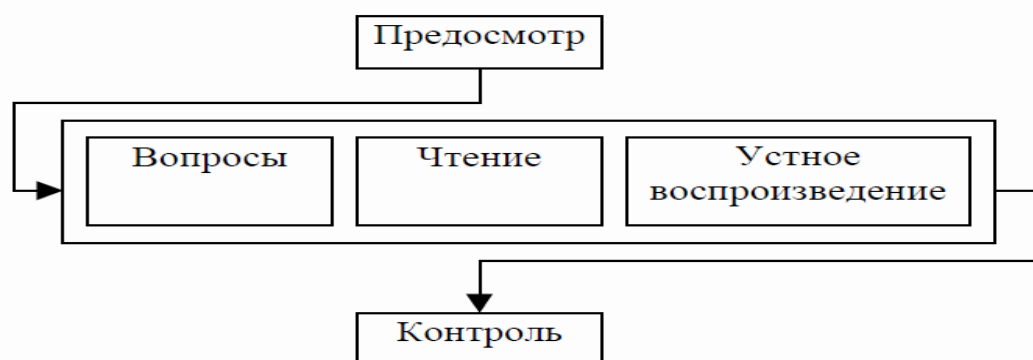 Предосмотр
Вопросы
Чтение
Устное
воспроизведение
Контроль